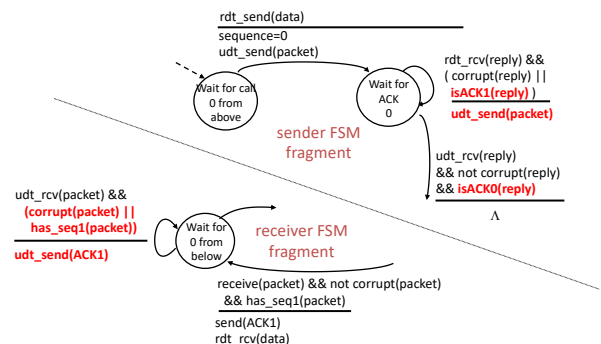 rdt_send(data)
sequence=0
udt_send(packet)
Wait for call
0 from
above
Wait for
ACK
0
rdt_rcv(reply) &&
( corrupt(reply) ||
isACK1(reply) )
udt_send(packet)
sender FSM
fragment
udt_rcv(reply)
&& not corrupt(reply)
&& isACK0(reply)
Λ
udt_rcv(packet) &&
(corrupt(packet) ||
has_seq1(packet))
udt_send(ACK1)
Wait for
0 from
below
receiver FSM
fragment
receive(packet) && not corrupt(packet)
&& has_seq1(packet)
send(ACK1)
rdt_rcv(data)